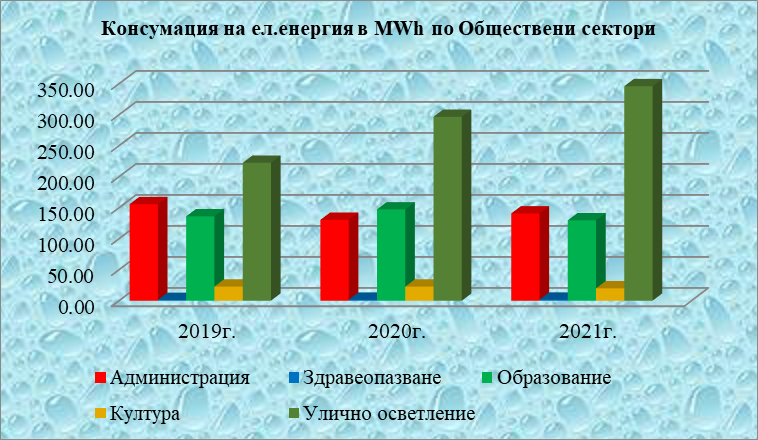 Консумация на ел.енергия в MWh по Обществени сектори
350.00
300.00
250.00
200.00
150.00
100.00
50.00
0.00
2019г. 2020г. 2021г.
Администрация Здравеопазване Образование
Култура Улично осветление